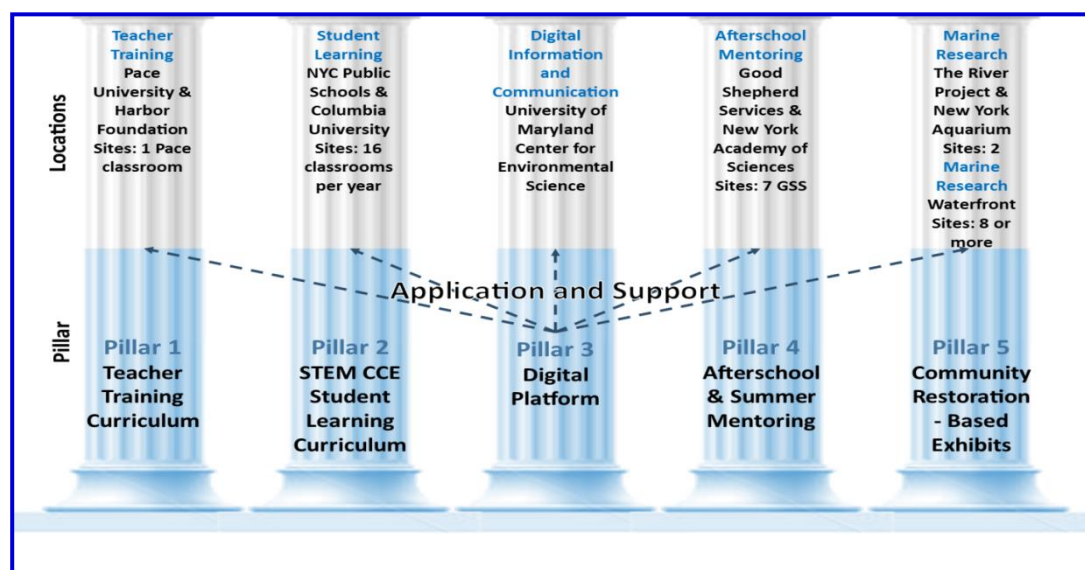 Locations
Teacher
Training
Pace
University &
Harbor
Foundation
Sites: 1 Pace
classroom
Student
Learning
NYC Public
Schools &
Columbia
University
Sites: 16
classrooms
per year
Digital
Information
and
Communication
University of
Maryland
Center for
Environmental
Science
Afterschool
Mentoring
Good
Shepherd
Services &
New York
Academy of
Sciences
Sites: 7 GSS
Marine
Research
The River
Project & New
York
Aquarium
Sites: 2
Marine
Research
Waterfront
Sites: 8 or
more
Application and Support
Pillar
Pillar 1
Teacher
Training
Curriculum
Pillar 2
STEM CCE
Student
Learning
Curriculum
Pillar 3
Digital
Platform
Pillar 4
Afterschool
& Summer
Mentoring
Pillar 5
Community
Restoration
- Based
Exhibits